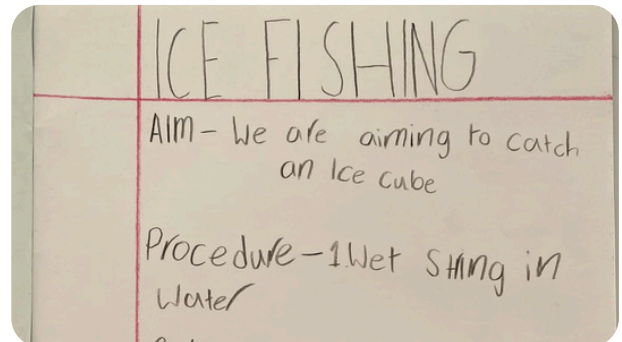 ICE FISHING
AIM - We are aiming to catch
an Ice cube
Procedure - 1. Wet String in
Water